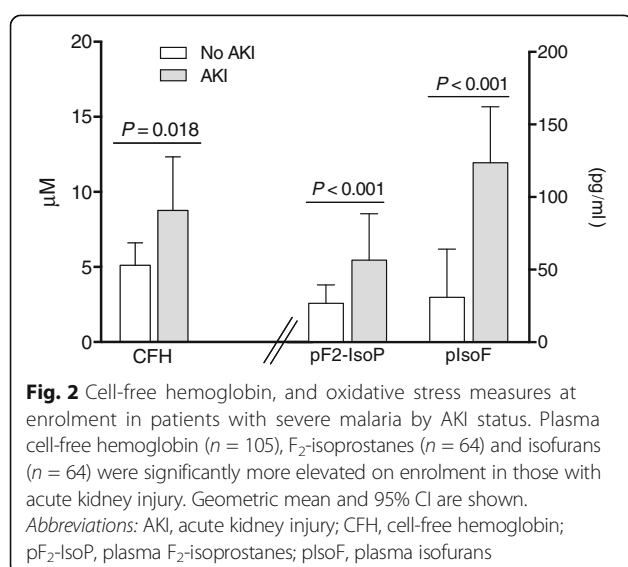 No AKI
AKI
20
15
10
5
0
µM
200
150
100
50
0
(pg/ml)
P = 0.018
P < 0.001
P < 0.001
CFH
pF2-IsoP
pIsoF
Fig. 2 Cell-free hemoglobin, and oxidative stress measures at
enrolment in patients with severe malaria by AKI status. Plasma
cell-free hemoglobin (n = 105), F₂-isoprostanes (n = 64) and isofurans
(n = 64) were significantly more elevated on enrolment in those with
acute kidney injury. Geometric mean and 95% CI are shown.
Abbreviations: AKI, acute kidney injury; CFH, cell-free hemoglobin;
pF₂-IsoP, plasma F₂-isoprostanes; pIsoF, plasma isofurans